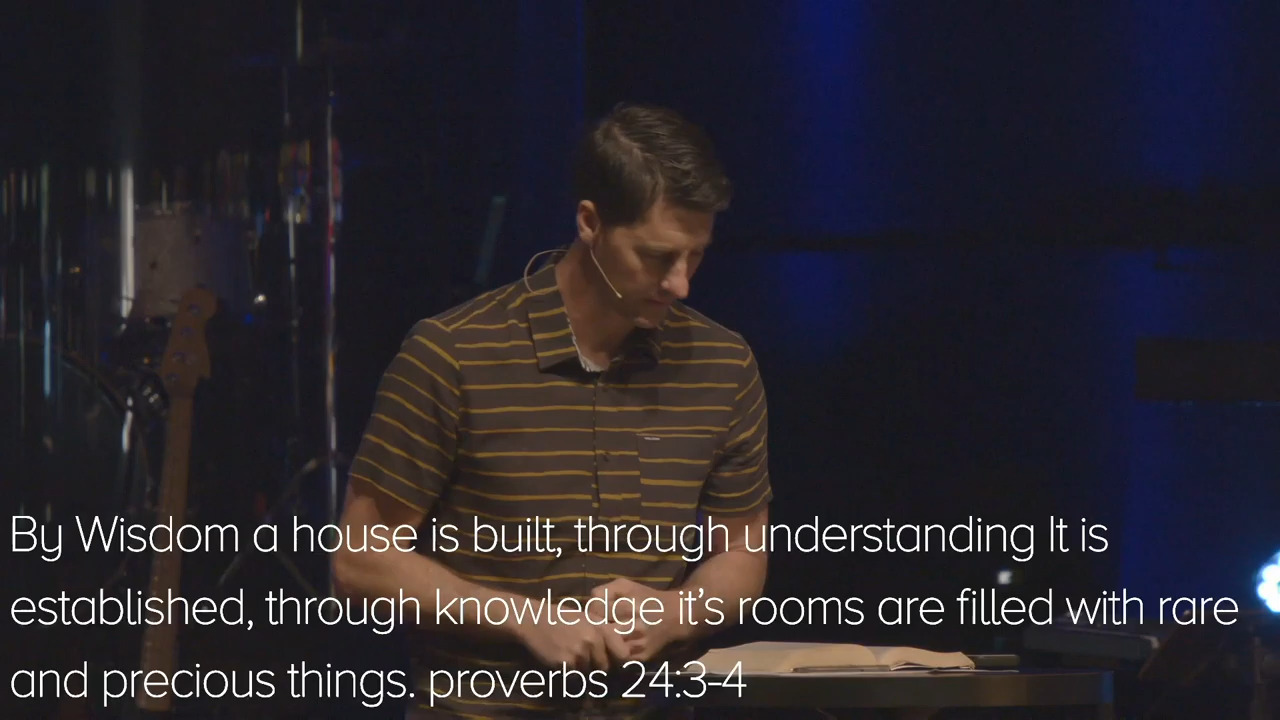 By Wisdom a house is built, through understanding It is
established, through knowledge it's rooms are filled with rare
and precious things. proverbs 24:3-4